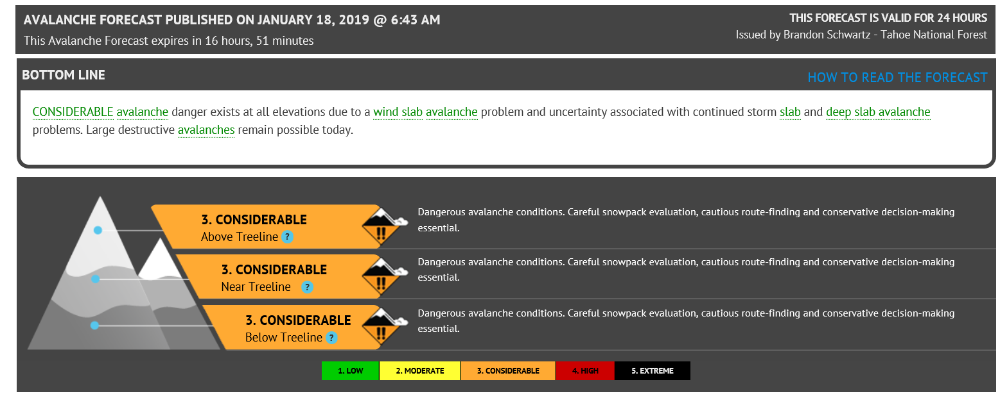 AVALANCHE FORECAST PUBLISHED ON JANUARY 18, 2019 @ 6:43 AM
THIS FORECAST IS VALID FOR 24 HOURS
This Avalanche Forecast expires in 16 hours, 51 minutes
Issued by Brandon Schwartz - Tahoe National Forest
BOTTOM LINE
HOW TO READ THE FORECAST
CONSIDERABLE avalanche danger exists at all elevations due to a wind slab avalanche problem and uncertainty associated with continued storm slab and deep slab avalanche
problems. Large destructive avalanches remain possible today.
3. CONSIDERABLE
Above Treeline ?
Dangerous avalanche conditions. Careful snowpack evaluation, cautious route-finding and conservative decision-making
essential.
3. CONSIDERABLE
Near Treeline ?
Dangerous avalanche conditions. Careful snowpack evaluation, cautious route-finding and conservative decision-making
essential.
3. CONSIDERABLE
Below Treeline ?
Dangerous avalanche conditions. Careful snowpack evaluation, cautious route-finding and conservative decision-making
essential.
1. LOW 2. MODERATE 3. CONSIDERABLE 4. HIGH 5. EXTREME